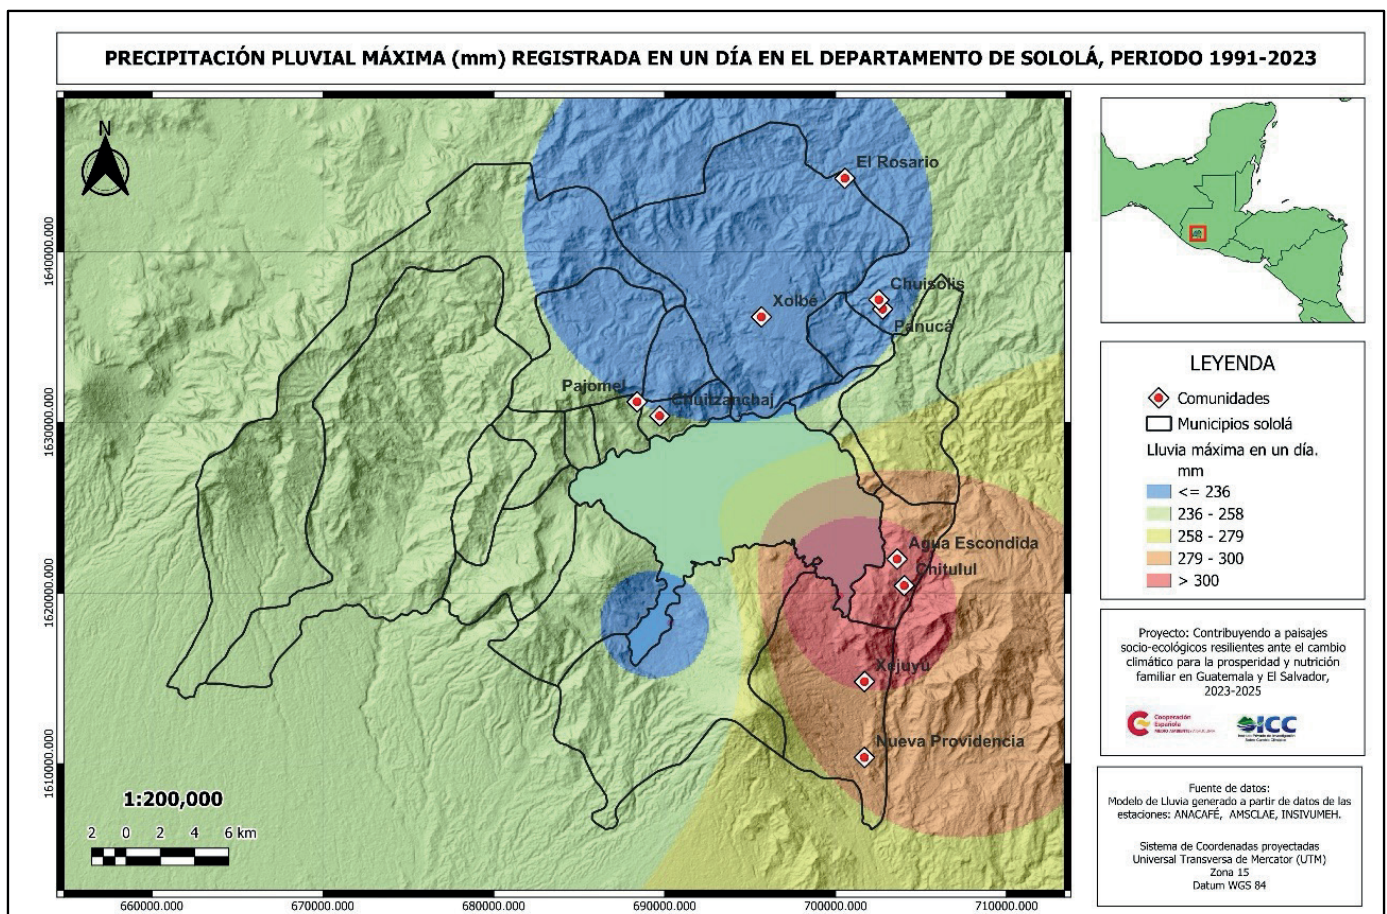 PRECIPITACIÓN PLUVIAL MÁXIMA (mm) REGISTRADA EN UN DÍA EN EL DEPARTAMENTO DE SOLOLÁ, PERIODO 1991-2023
N
El Rosario
1640000.000
Chuisolis
Xolbé
Panucá
Pajomel
Chuitzanchaj
1630000.000
Agua Escondida
Chitulul
1620000.000
Xejuyú
Nueva Providencia
1610000.000
1:200,000
2 0 2 4 6 km
660000.000 670000.000 680000.000 690000.000 700000.000 710000.000
LEYENDA
Comunidades
Municipios sololá
Lluvia máxima en un día.
mm
<= 236
236 - 258
258 - 279
279 - 300
> 300
Proyecto: Contribuyendo a paisajes
socio-ecológicos resilientes ante el cambio
climático para la prosperidad y nutrición
familiar en Guatemala y El Salvador,
2023-2025
Cooperación
Española
ICC
Fuente de datos:
Modelo de Lluvia generado a partir de datos de las
estaciones: ANACAFÉ, AMSCLAE, INSIVUMEH.
Sistema de Coordenadas proyectadas
Universal Transversa de Mercator (UTM)
Zona 15
Datum WGS 84